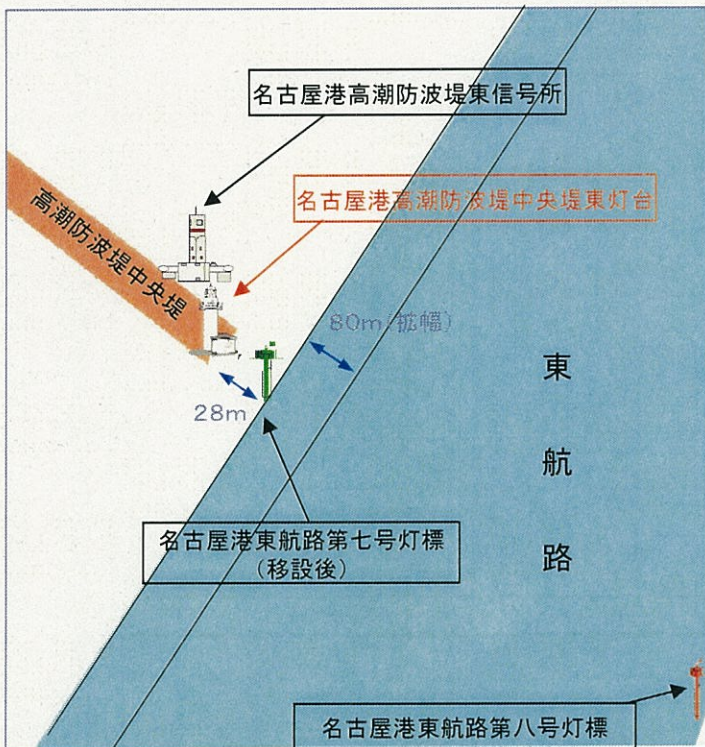 名古屋港高潮防波堤東信号所
名古屋港高潮防波堤中央堤東灯台
高潮防波堤中央堤
80m(拡幅)
28m
東航路
名古屋港東航路第七号灯標
(移設後)
名古屋港東航路第八号灯標